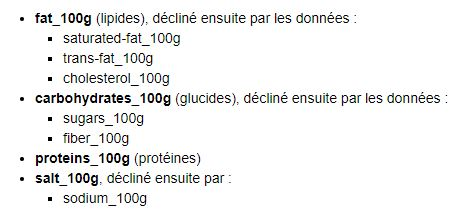 fat_100g (lipides), décliné ensuite par les données :
saturated-fat_100g
trans-fat_100g
cholesterol_100g
carbohydrates_100g (glucides), décliné ensuite par les données :
sugars_100g
fiber_100g
proteins_100g (protéines)
salt_100g, décliné ensuite par :
sodium_100g